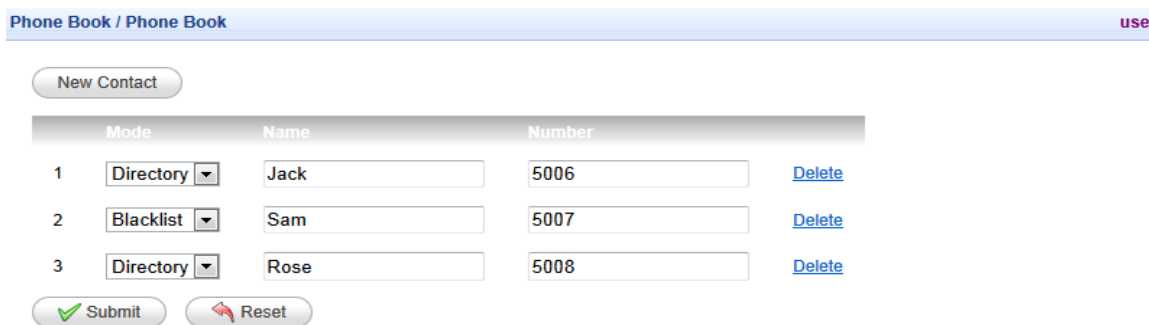 Phone Book / Phone Book use
New Contact
Mode Name Number
1 Directory Jack 5006 Delete
2 Blacklist Sam 5007 Delete
3 Directory Rose 5008 Delete
Submit Reset